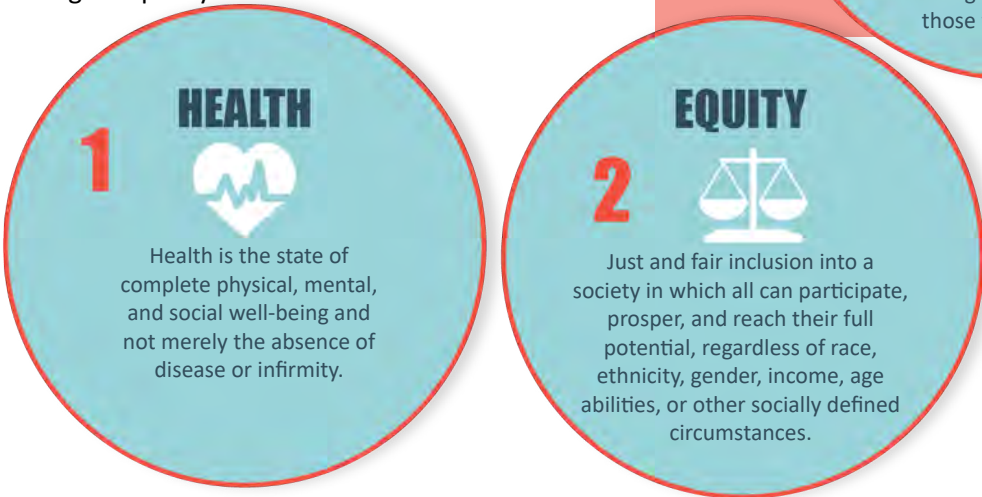 those
HEALTH
1
Health is the state of
complete physical, mental,
and social well-being and
not merely the absence of
disease or infirmity.
EQUITY
2
Just and fair inclusion into a
society in which all can participate,
prosper, and reach their full
potential, regardless of race,
ethnicity, gender, income, age
abilities, or other socially defined
circumstances.